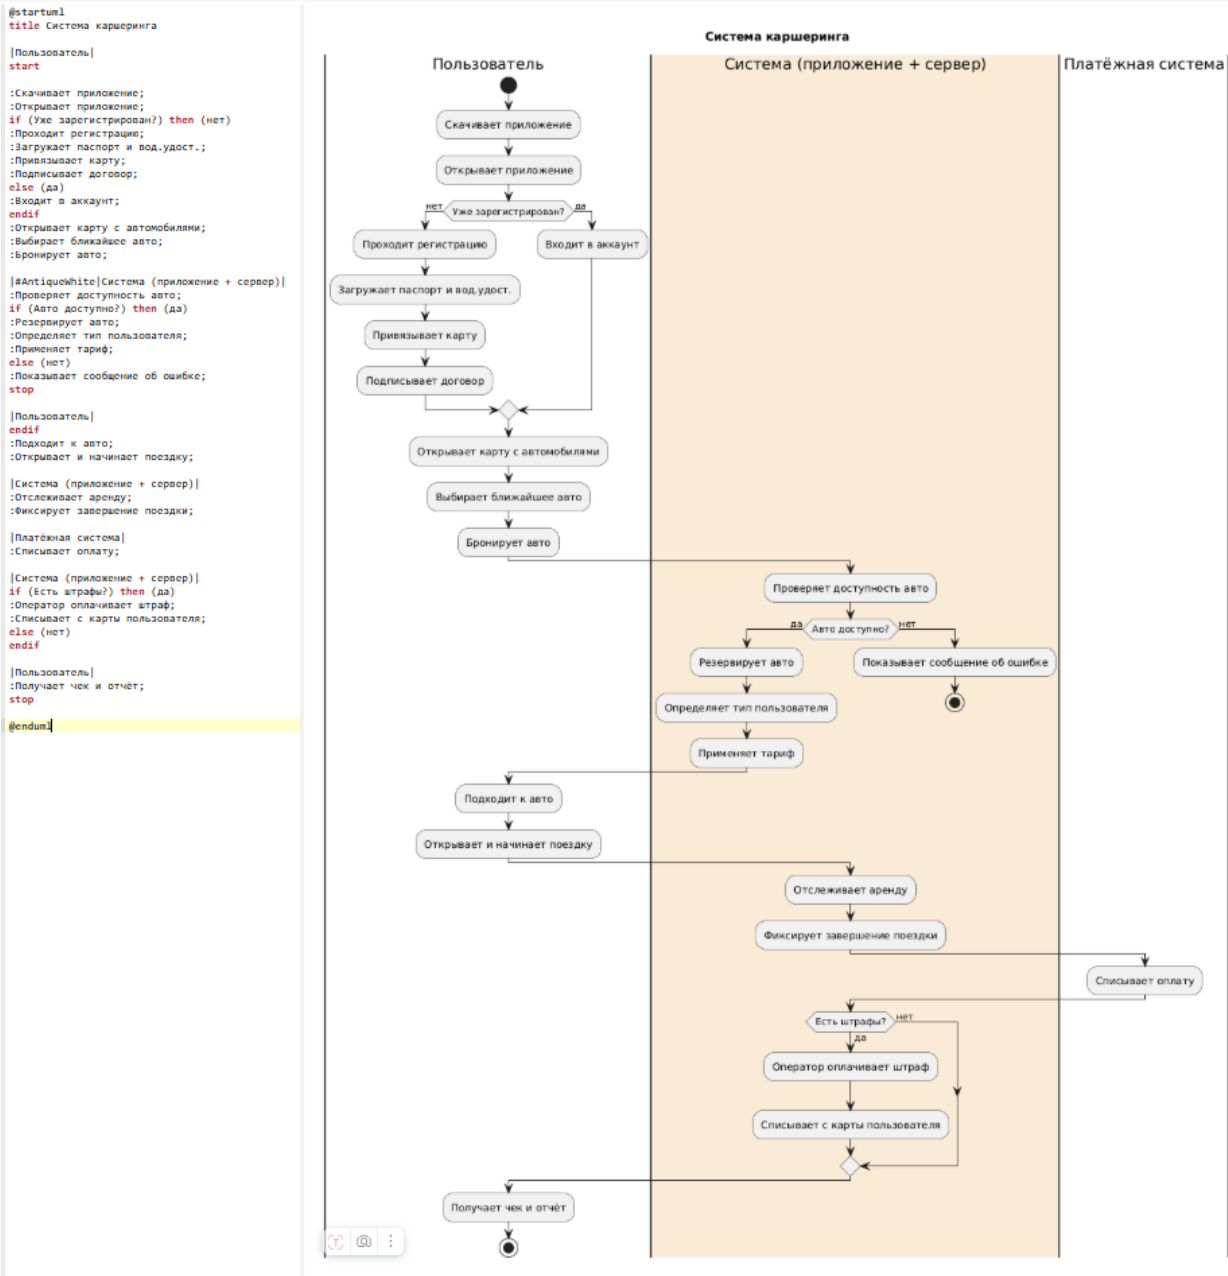 @startuml
title Система каршеринга
|Пользователь|
start
:Скачивает приложение;
:Открывает приложение;
if (Уже зарегистрирован?) then (нет)
:Проходит регистрацию;
:Загружает паспорт и вод.удост.;
:Привязывает карту;
:Подписывает договор;
else (да)
:Входит в аккаунт;
endif
:Открывает карту с автомобилями;
:Выбирает ближайшее авто;
:Бронирует авто;
|#AntiqueWhite|Система (приложение + сервер)|
:Проверяет доступность авто;
if (Авто доступно?) then (да)
:Резервирует авто;
:Определяет тип пользователя;
:Применяет тариф;
else (нет)
:Показывает сообщение об ошибке;
stop
|Пользователь|
endif
:Подходит к авто;
:Открывает и начинает поездку;
|Система (приложение + сервер)|
:Отслеживает аренду;
:Фиксирует завершение поездки;
|Платёжная система|
:Списывает оплату;
|Система (приложение + сервер)|
if (Есть штрафы?) then (да)
:Оператор оплачивает штраф;
:Списывает с карты пользователя;
else (нет)
endif
|Пользователь|
:Получает чек и отчёт;
stop
@enduml
Система каршеринга
Пользователь
Система (приложение + сервер)
Платёжная система
Скачивает приложение
Открывает приложение
нет
Уже зарегистрирован?
да
Проходит регистрацию
Входит в аккаунт
Загружает паспорт и вод.удост.
Привязывает карту
Подписывает договор
Открывает карту с автомобилями
Выбирает ближайшее авто
Бронирует авто
Проверяет доступность авто
да
Авто доступно?
нет
Резервирует авто
Показывает сообщение об ошибке
Определяет тип пользователя
Применяет тариф
Подходит к авто
Открывает и начинает поездку
Отслеживает аренду
Фиксирует завершение поездки
Списывает оплату
Есть штрафы?
нет
да
Оператор оплачивает штраф
Списывает с карты пользователя
Получает чек и отчёт